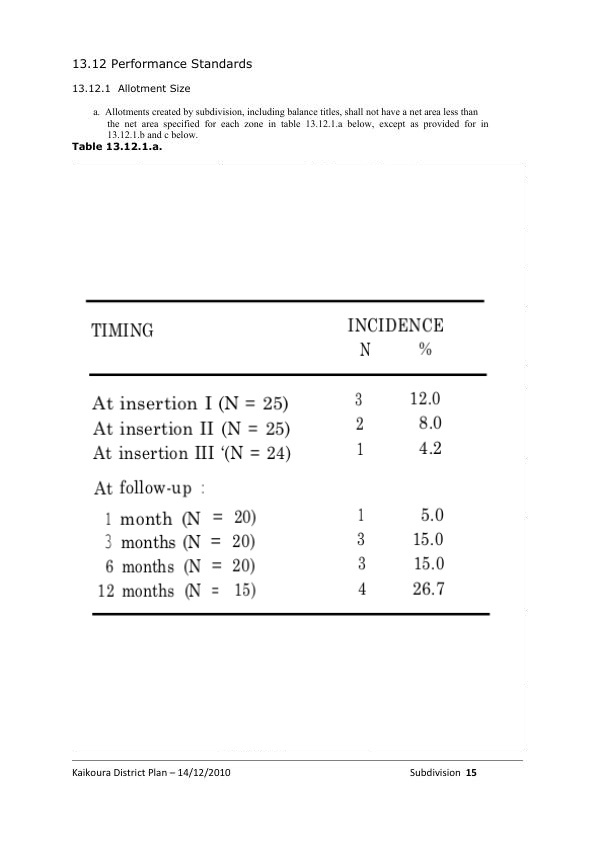 13.12 Performance Standards
13.12.1 Allotment Size
a. Allotments created by subdivision, including balance titles, shall not have a net area less than
the net area specified for each zone in table 13.12.1.a below, except as provided for in
13.12.1.b and c below.
Table 13.12.1.a.
TIMING INCIDENCE
N %
At insertion I (N = 25) 3 12.0
At insertion II (N = 25) 2 8.0
At insertion III ‘(N = 24) 1 4.2
At follow-up :
1 month (N = 20) 1 5.0
3 months (N = 20) 3 15.0
6 months (N = 20) 3 15.0
12 months (N = 15) 4 26.7
Kaikoura District Plan – 14/12/2010 Subdivision 15